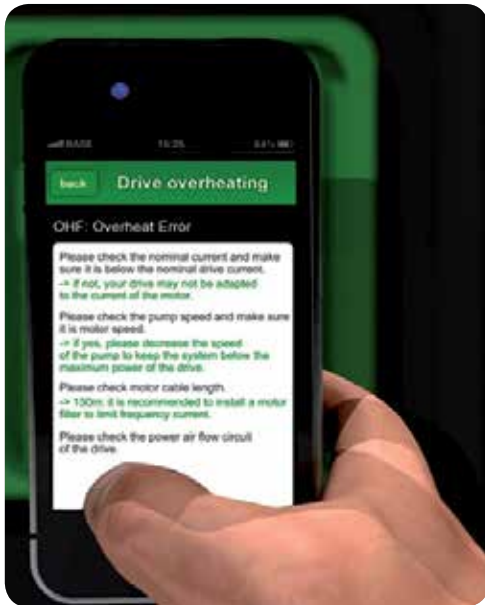 BASE 15:25
back Drive overheating
OHF: Overheat Error
Please check the nominal current and make
sure it is below the nominal drive current.
-> if not, your drive may not be adapted
to the current of the motor.
Please check the pump speed and make sure
it is motor speed.
-> if yes, please decrease the speed
of the pump to keep the system below the
maximum power of the drive.
Please check motor cable length.
-> 150m: it is recommended to install a motor
filter to limit frequency current.
Please check the power air flow circuit
of the drive.